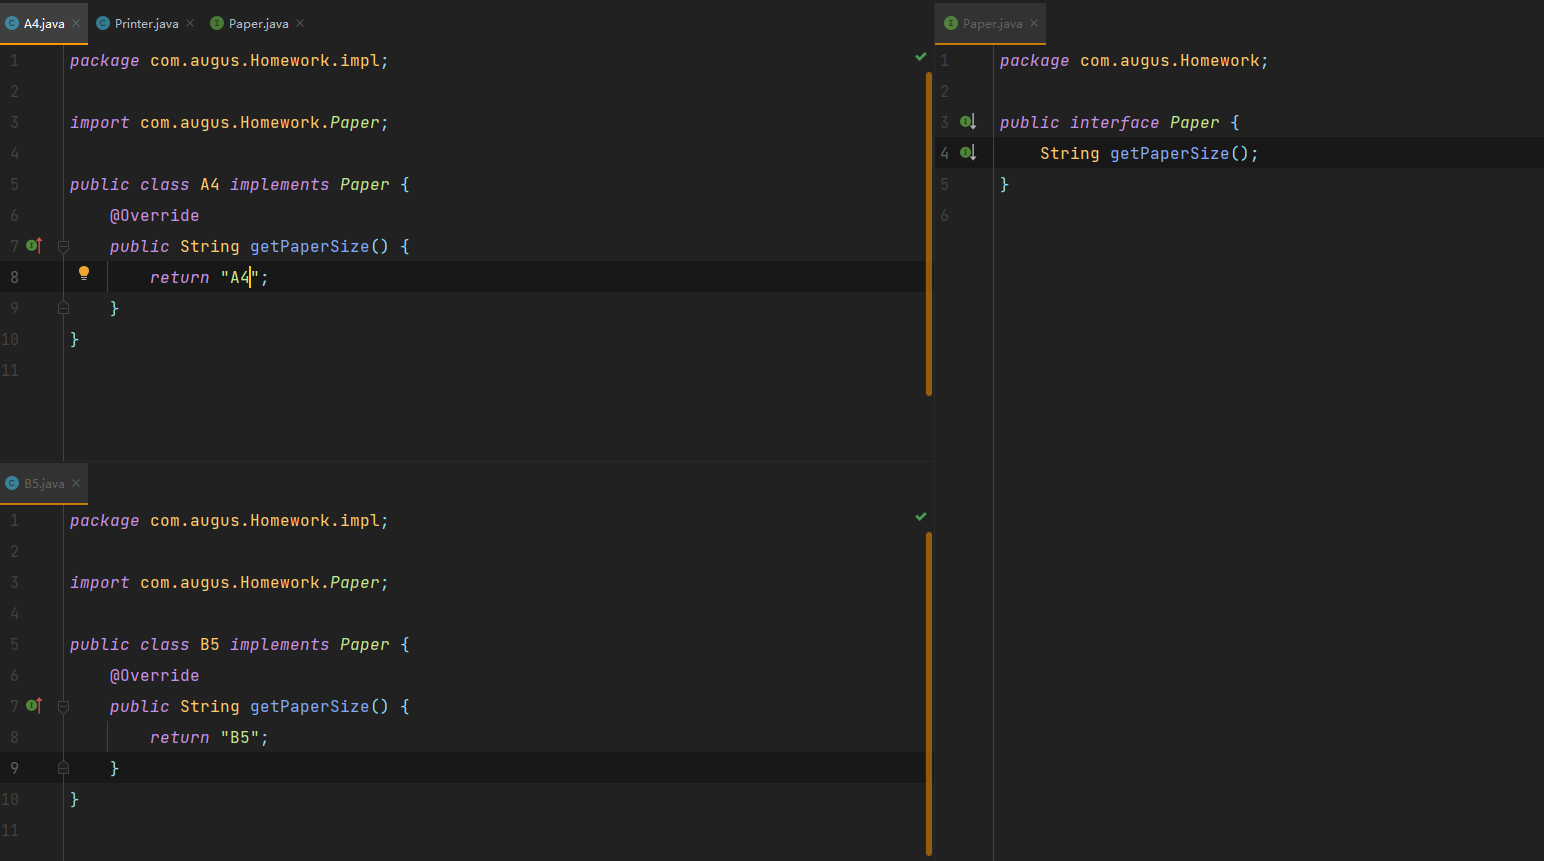 A4.java
Printer.java
Paper.java
1 package com.augus.Homework.impl;
2
3 import com.augus.Homework.Paper;
4
5 public class A4 implements Paper {
6     @Override
7     public String getPaperSize() {
8         return "A4";
9     }
10 }
11
B5.java
1 package com.augus.Homework.impl;
2
3 import com.augus.Homework.Paper;
4
5 public class B5 implements Paper {
6     @Override
7     public String getPaperSize() {
8         return "B5";
9     }
10 }
11
Paper.java
1 package com.augus.Homework;
2
3 public interface Paper {
4     String getPaperSize();
5 }
6